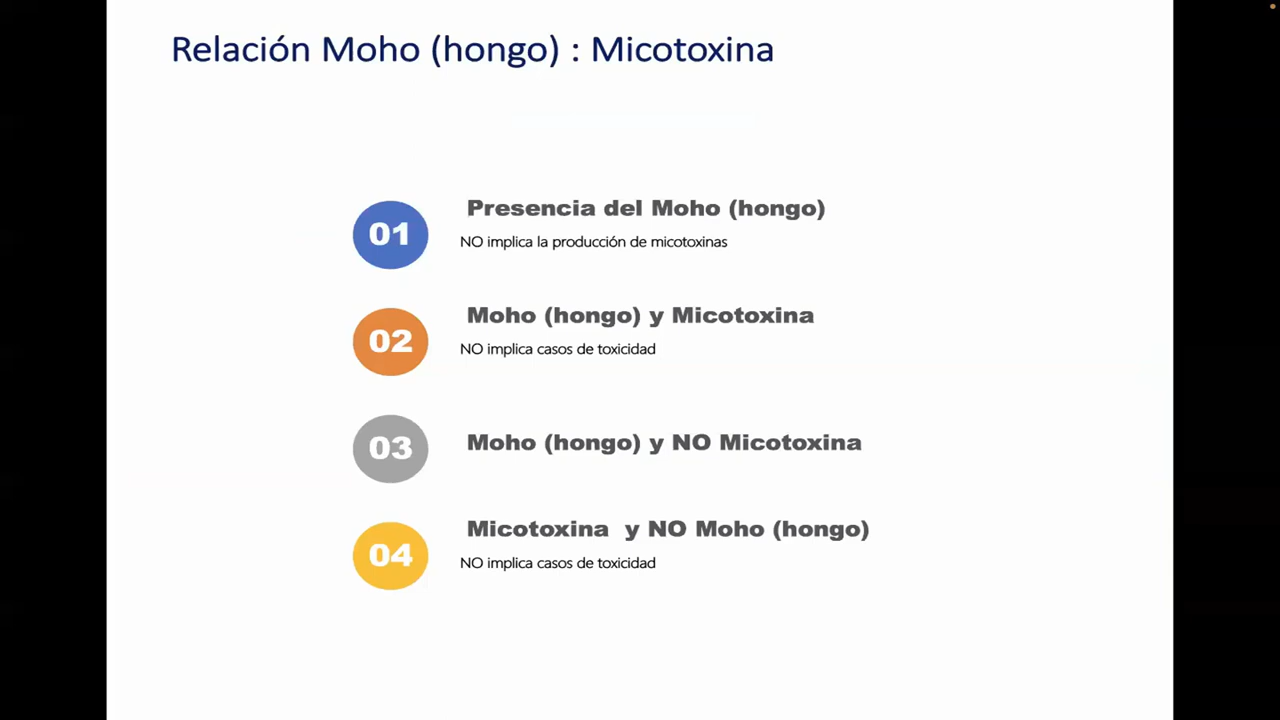 Relación Moho (hongo) : Micotoxina
01
Presencia del Moho (hongo)
NO implica la producción de micotoxinas
02
Moho (hongo) y Micotoxina
NO implica casos de toxicidad
03
Moho (hongo) y NO Micotoxina
04
Micotoxina y NO Moho (hongo)
NO implica casos de toxicidad